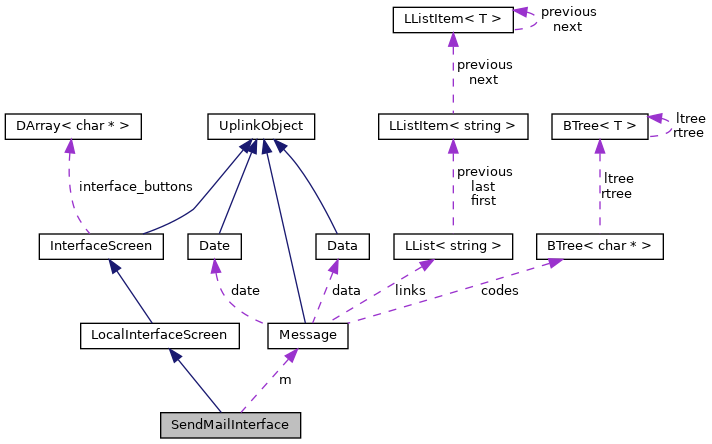 LListItem< T >
previous
next
DArray< char * >
UplinkObject
LListItem< string >
BTree< T >
ltree
rtree
previous
next
interface_buttons
previous
last
first
ltree
rtree
InterfaceScreen
Date
Data
LList< string >
BTree< char * >
date
data
links
codes
LocalInterfaceScreen
Message
m
SendMailInterface